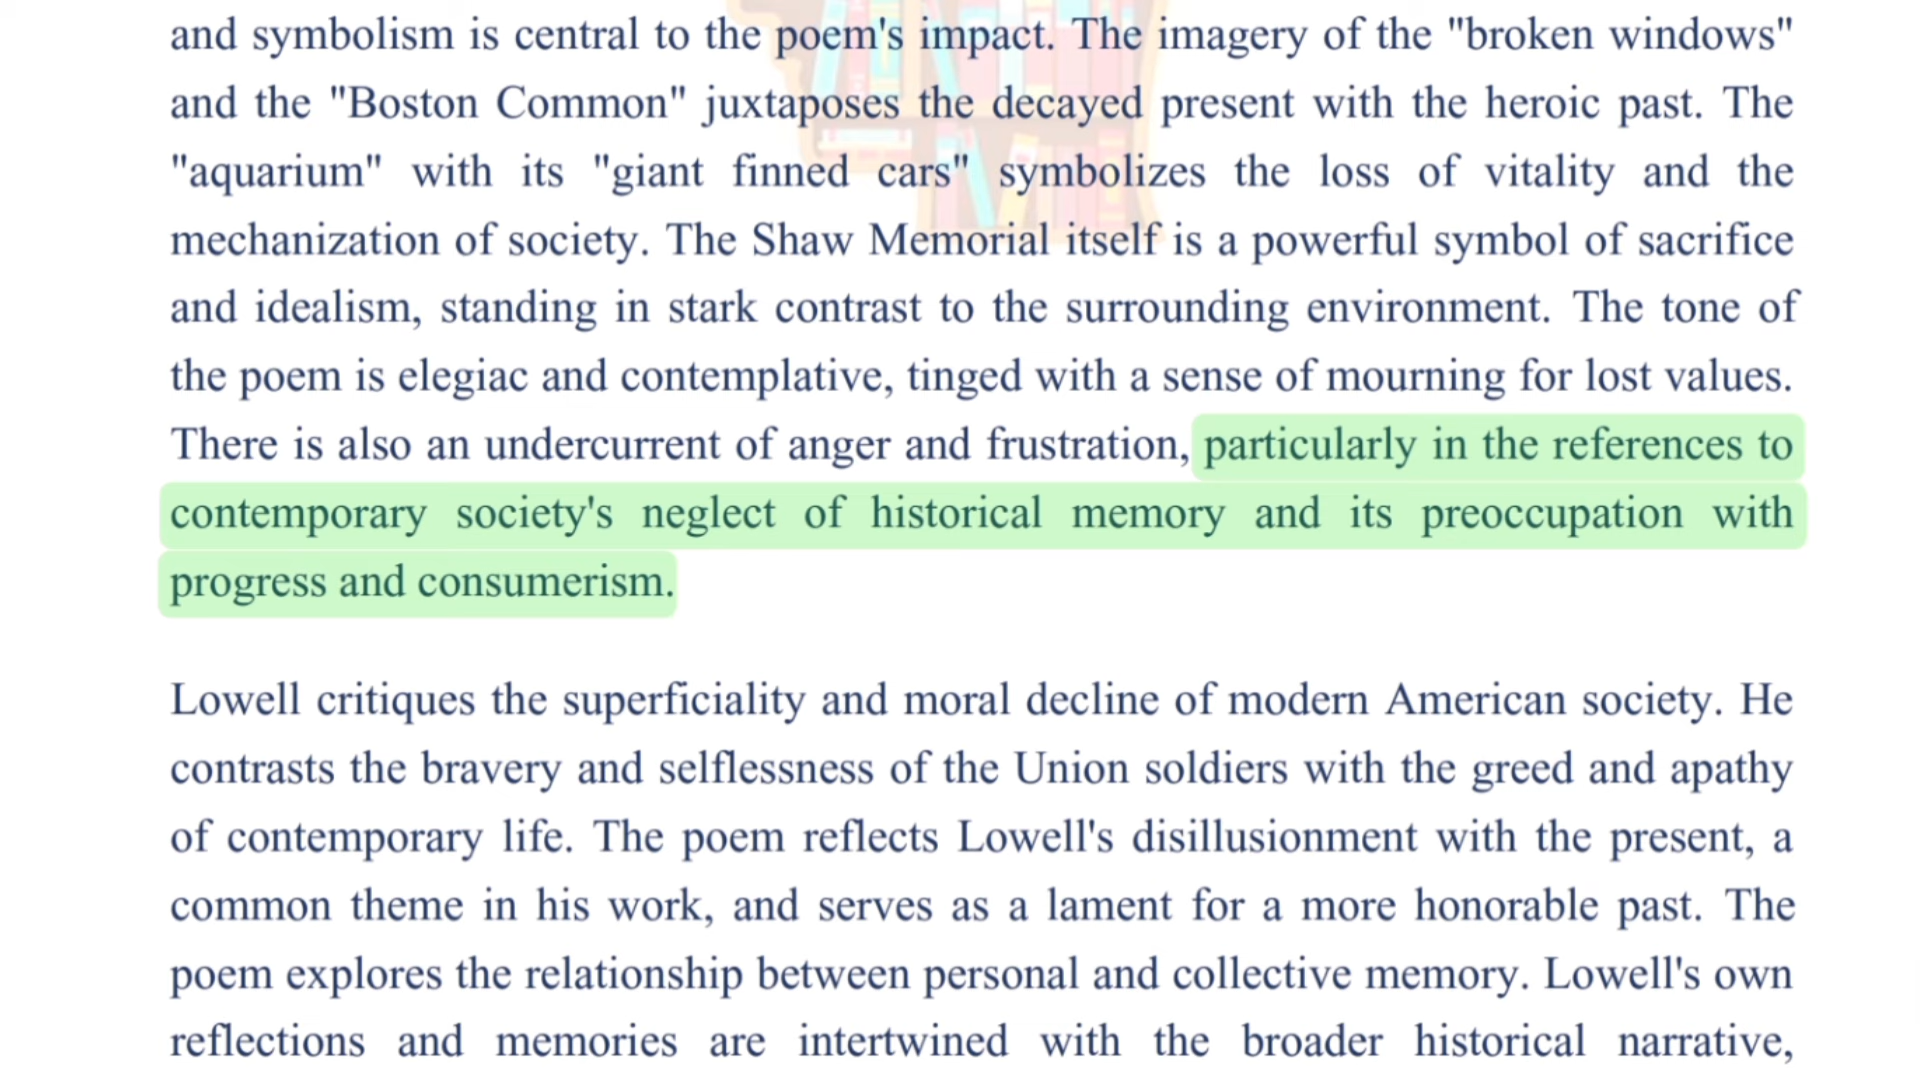 and symbolism is central to the poem's impact. The imagery of the "broken windows"
and the "Boston Common" juxtaposes the decayed present with the heroic past. The
"aquarium" with its "giant finned cars" symbolizes the loss of vitality and the
mechanization of society. The Shaw Memorial itself is a powerful symbol of sacrifice
and idealism, standing in stark contrast to the surrounding environment. The tone of
the poem is elegiac and contemplative, tinged with a sense of mourning for lost values.
There is also an undercurrent of anger and frustration, particularly in the references to
contemporary society's neglect of historical memory and its preoccupation with
progress and consumerism.
Lowell critiques the superficiality and moral decline of modern American society. He
contrasts the bravery and selflessness of the Union soldiers with the greed and apathy
of contemporary life. The poem reflects Lowell's disillusionment with the present, a
common theme in his work, and serves as a lament for a more honorable past. The
poem explores the relationship between personal and collective memory. Lowell's own
reflections and memories are intertwined with the broader historical narrative,